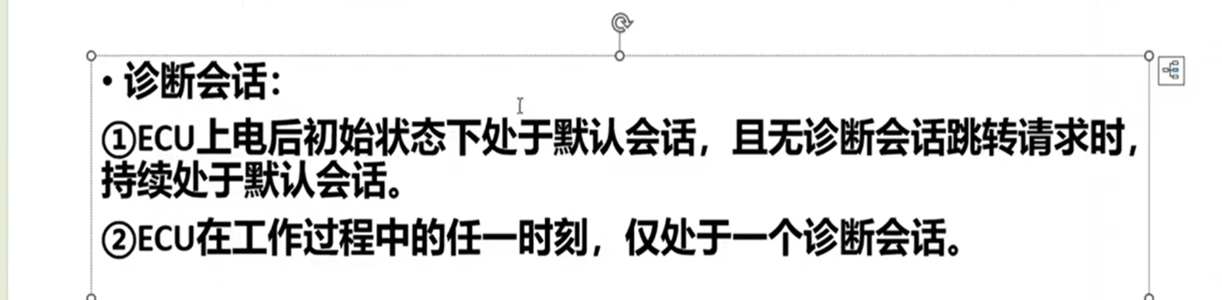 • 诊断会话：
①ECU上电后初始状态下处于默认会话，且无诊断会话跳转请求时，
持续处于默认会话。
②ECU在工作过程中的任一时刻，仅处于一个诊断会话。